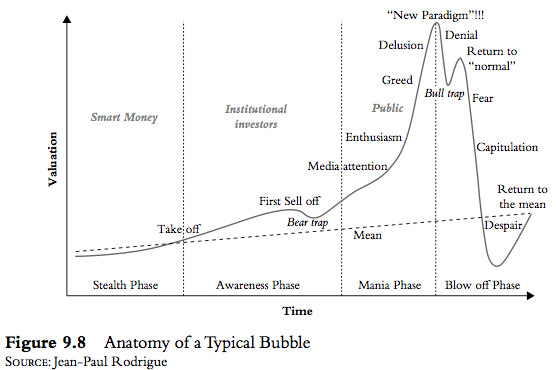 “New Paradigm”!!!
Denial
Delusion
Return to
“normal”
Greed
Bull trap
Fear
Smart Money
Institutional
investors
Public
Enthusiasm
Capitulation
Media attention
Valuation
First Sell off
Return to
the mean
Take off
Bear trap
Mean
Despair
Stealth Phase
Awareness Phase
Mania Phase
Blow off Phase
Time
Figure 9.8 Anatomy of a Typical Bubble
SOURCE: Jean-Paul Rodrigue